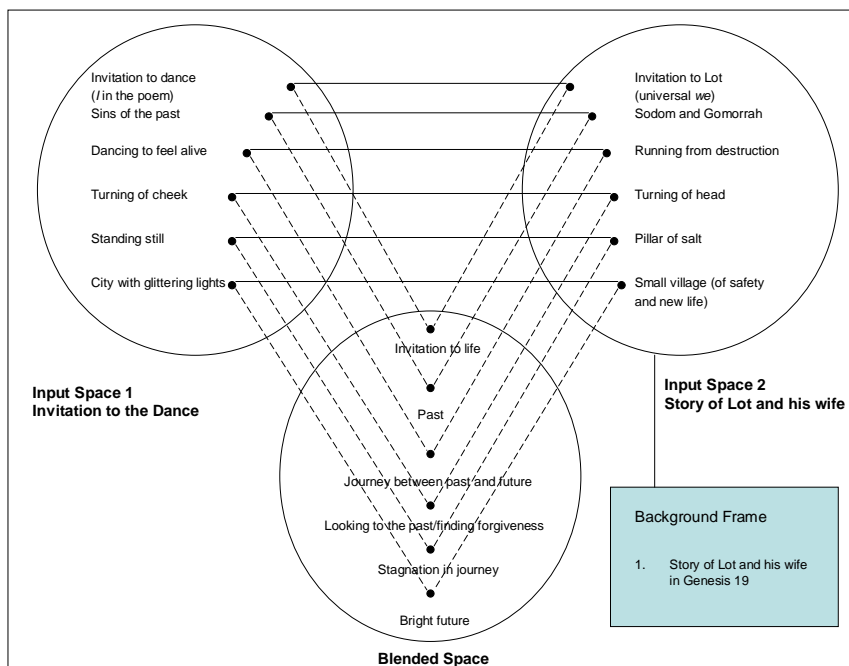 Invitation to dance
(I in the poem)
Sins of the past
Dancing to feel alive
Turning of cheek
Standing still
City with glittering lights
Input Space 1
Invitation to the Dance
Invitation to Lot
(universal we)
Sodom and Gomorrah
Running from destruction
Turning of head
Pillar of salt
Small village (of safety
and new life)
Input Space 2
Story of Lot and his wife
Invitation to life
Past
Journey between past and future
Looking to the past/finding forgiveness
Stagnation in journey
Bright future
Blended Space
Background Frame
1. Story of Lot and his wife
in Genesis 19